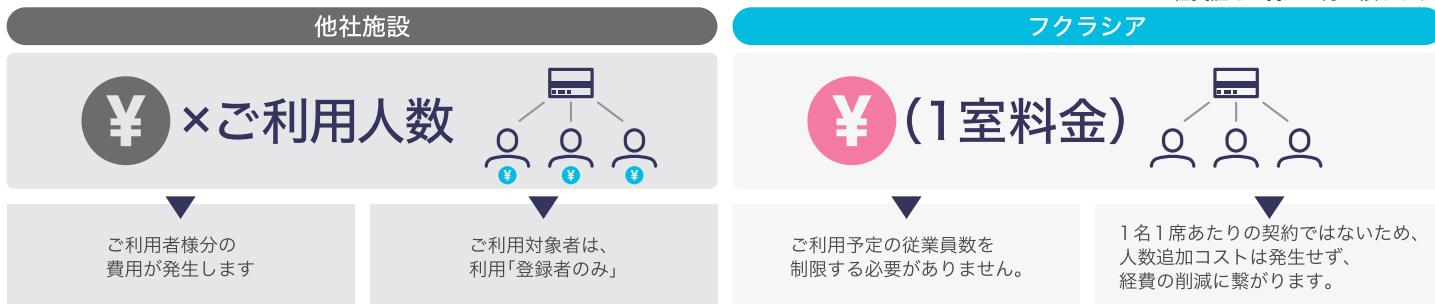 他社施設
フクラシア
¥×ご利用人数
¥ ¥ ¥
¥(1室料金)
ご利用者様分の
費用が発生します
ご利用対象者は、
利用「登録者のみ」
ご利用予定の従業員数を
制限する必要がありません。
1名1席あたりの契約ではないため、
人数追加コストは発生せず、
経費の削減に繋がります。